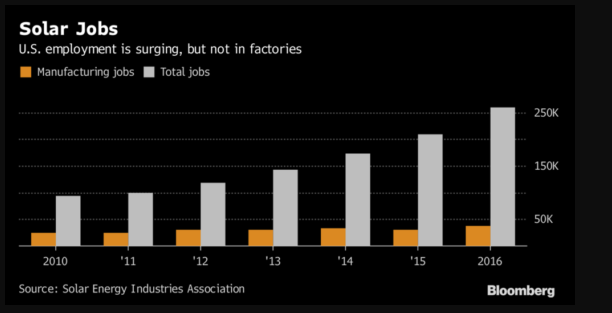 Solar Jobs
U.S. employment is surging, but not in factories
Manufacturing jobs Total jobs
250K
150K
50K
2010 '11 '12 '13 '14 '15 2016
Source: Solar Energy Industries Association
Bloomberg